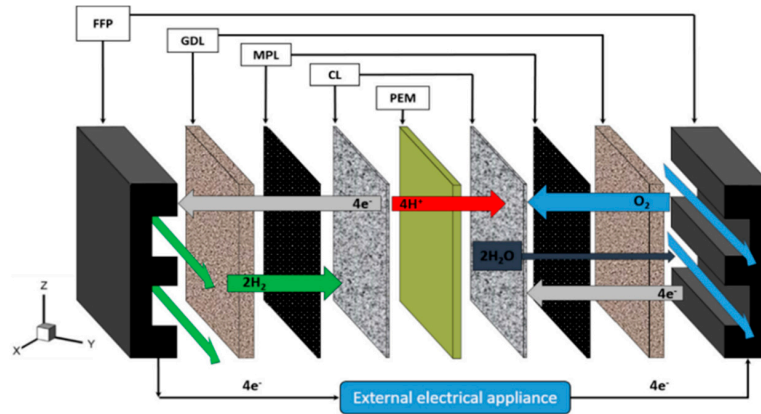 FFP
GDL
MPL
CL
PEM
4e⁻
4H⁺
O₂
2H₂
2H₂O
4e⁻
Z
X
Y
4e⁻
External electrical appliance
4e⁻